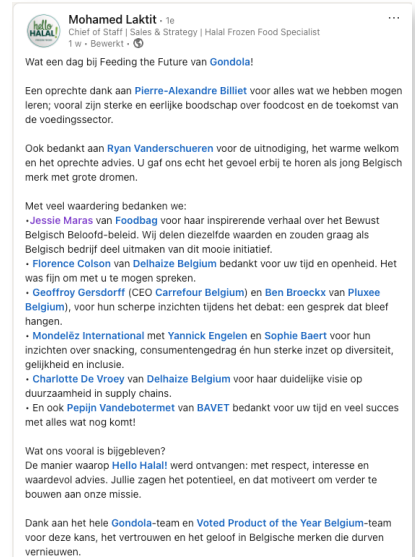 hello
HALAL!
Mohamed Laktit • 1e
Chief of Staff | Sales & Strategy | Halal Frozen Food Specialist
1 w • Bewerkt •
Wat een dag bij Feeding the Future van Gondola!
Een oprechte dank aan Pierre-Alexandre Billiet voor alles wat we hebben mogen
leren; vooral zijn sterke en eerlijke boodschap over foodcost en de toekomst van
de voedingssector.
Ook bedankt aan Ryan Vanderschueren voor de uitnodiging, het warme welkom
en het oprechte advies. U gaf ons echt het gevoel erbij te horen als jong Belgisch
merk met grote dromen.
Met veel waardering bedanken we:
•Jessie Maras van Foodbag voor haar inspirerende verhaal over het Bewust
Belgisch Beloofd-beleid. Wij delen diezelfde waarden en zouden graag als
Belgisch bedrijf deel uitmaken van dit mooie initiatief.
• Florence Colson van Delhaize Belgium bedankt voor uw tijd en openheid. Het
was fijn om met u te mogen spreken.
• Geoffroy Gersdorff (CEO Carrefour Belgium) en Ben Broeckx van Pluxee
Belgium), voor hun scherpe inzichten tijdens het debat: een gesprek dat bleef
hangen.
• Mondelēz International met Yannick Engelen en Sophie Baert voor hun
inzichten over snacking, consumentengedrag én hun sterke inzet op diversiteit,
gelijkheid en inclusie.
• Charlotte De Vroey van Delhaize Belgium voor haar duidelijke visie op
duurzaamheid in supply chains.
• En ook Pepijn Vandebotermet van BAVET bedankt voor uw tijd en veel succes
met alles wat nog komt!
Wat ons vooral is bijgebleven?
De manier waarop Hello Halal! werd ontvangen: met respect, interesse en
waardevol advies. Jullie zagen het potentieel, en dat motiveert om verder te
bouwen aan onze missie.
Dank aan het hele Gondola-team en Voted Product of the Year Belgium-team
voor deze kans, het vertrouwen en het geloof in Belgische merken die durven
vernieuwen.